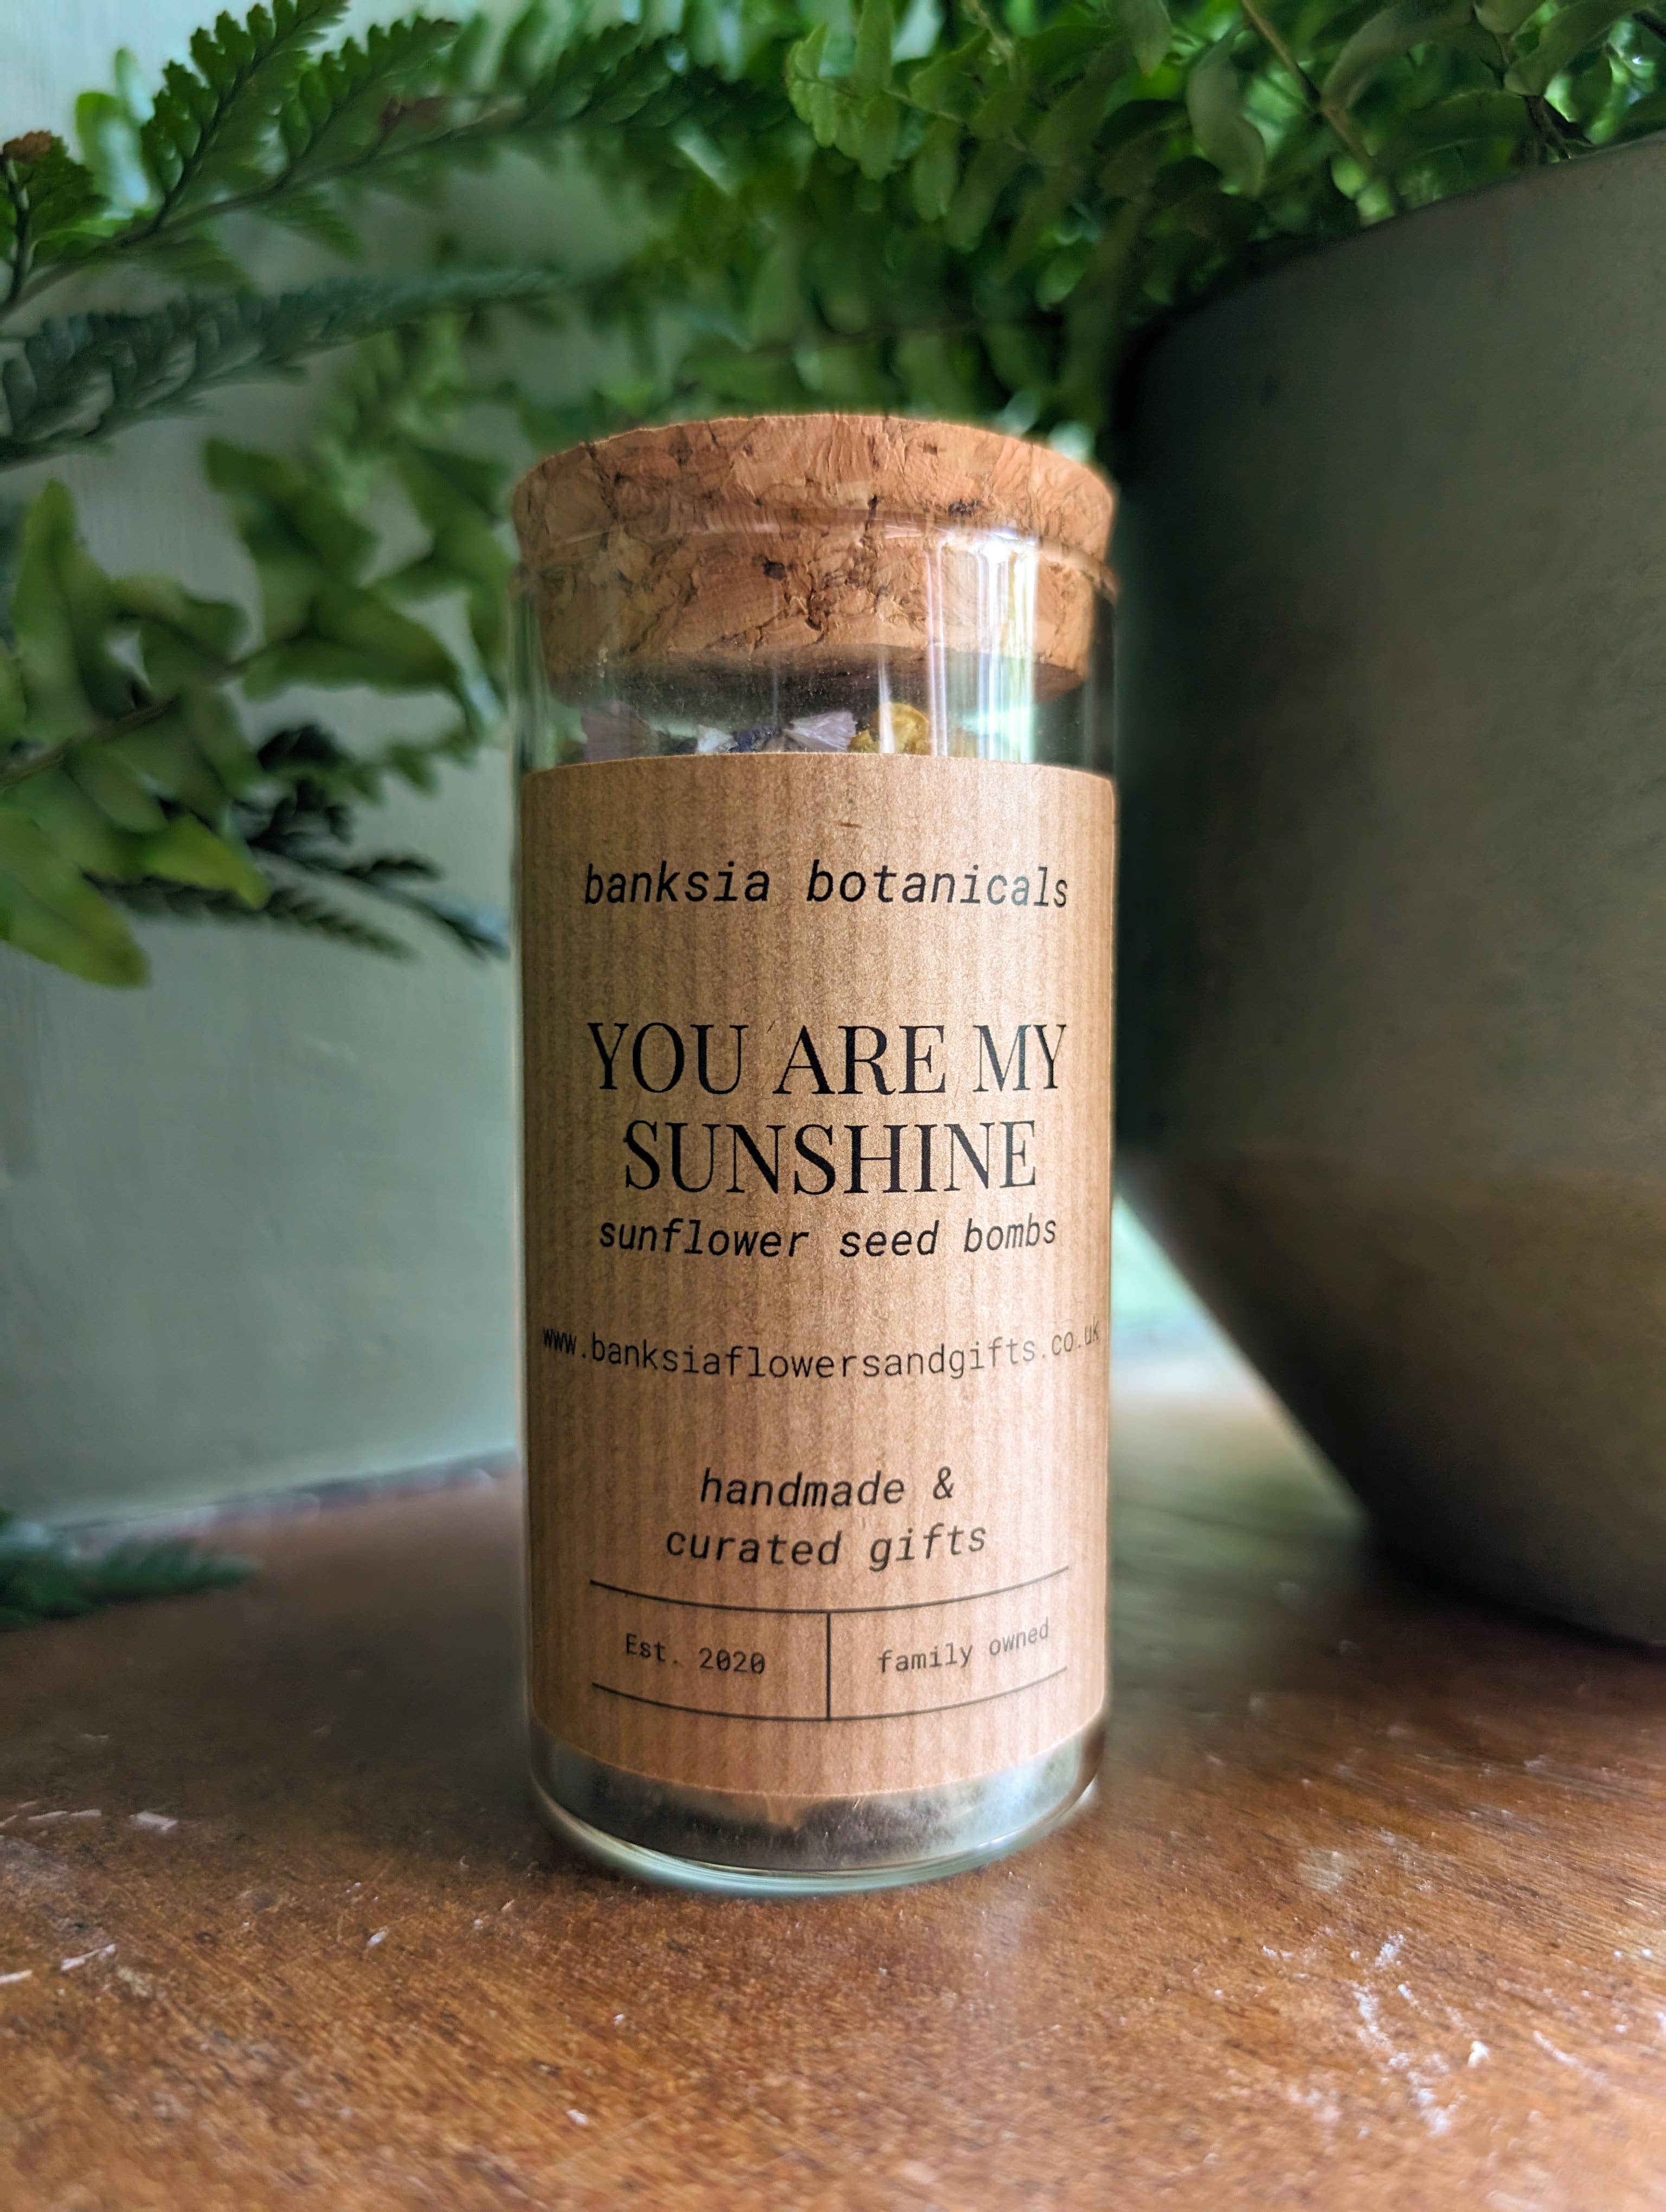 banksia botanicals
YOU ARE MY
SUNSHINE
sunflower seed bombs
www.banksiaflowersandgifts.co.uk
handmade &
curated gifts
Est. 2020
family owned